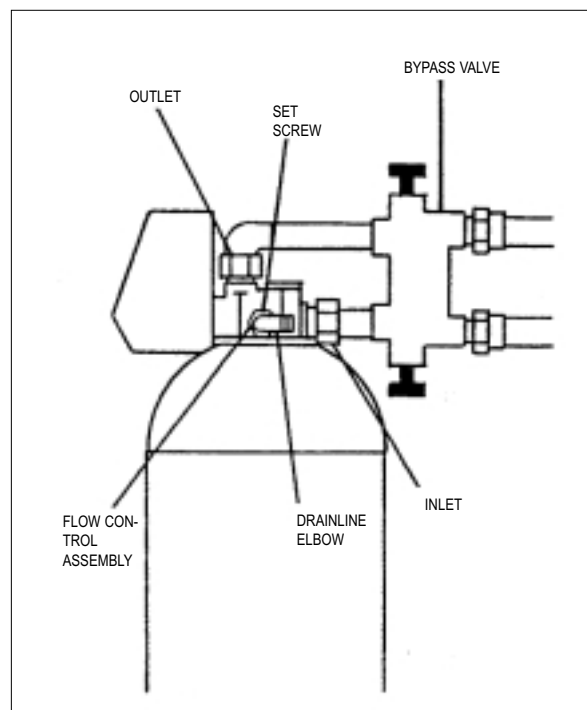 BYPASS VALVE
OUTLET
SET
SCREW
FLOW CON-
TROL
ASSEMBLY
DRAINLINE
ELBOW
INLET